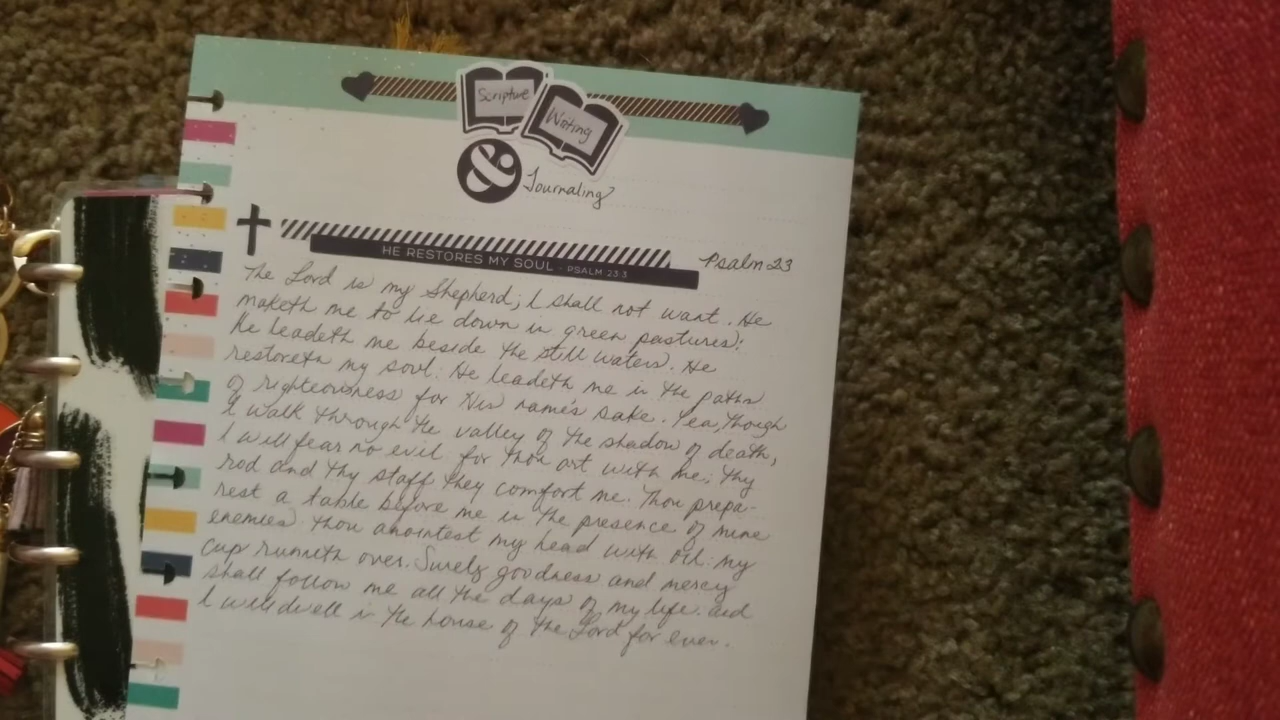 Scripture
Writing
& Journaling
HE RESTORES MY SOUL - PSALM 23:3
Psalm 23
The Lord is my Shepherd; I shall not want. He
maketh me to lie down in green pastures:
He leadeth me beside the still waters. He
restoreth my soul: He leadeth me in the paths
of righteousness for His name's sake. Yea, though
I walk through the valley of the shadow of death,
I will fear no evil for thou art with me; thy
rod and thy staff they comfort me. Thou prepa-
rest a table before me in the presence of mine
enemies thou anointest my head with oil: my
cup runneth over. Surely goodness and mercy
shall follow me all the days of my life. and
I will dwell in the house of the Lord for ever.